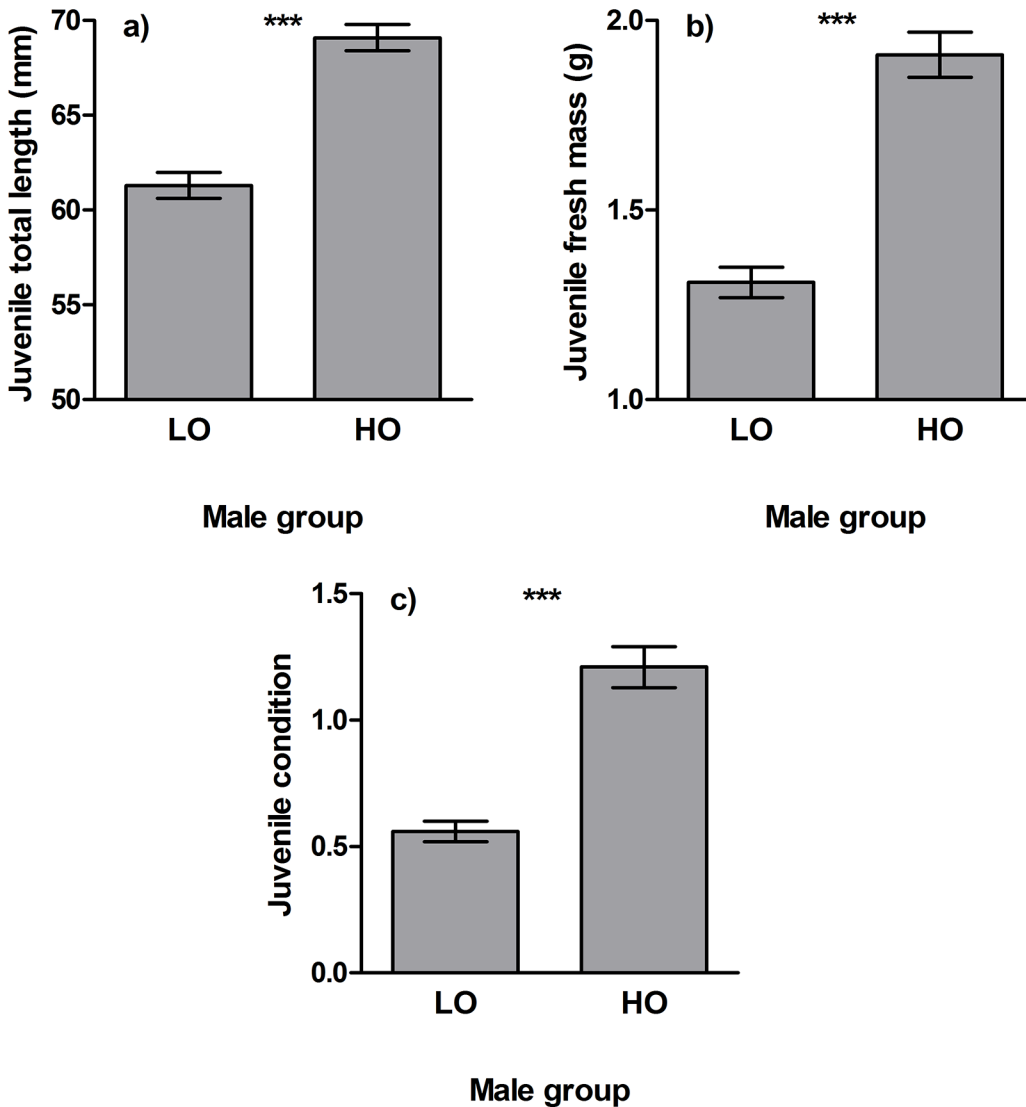 a)
***
Juvenile total length (mm)
70
65
60
55
50
LO HO
Male group
b)
***
Juvenile fresh mass (g)
2.0
1.5
1.0
LO HO
Male group
c)
***
Juvenile condition
1.5
1.0
0.5
0.0
LO HO
Male group